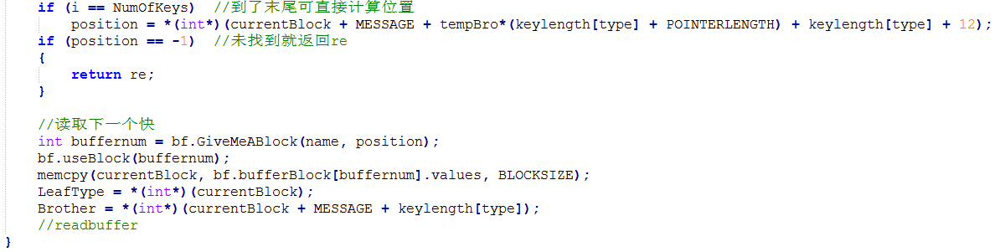 if (i == NumOfKeys)  //到了末尾可直接计算位置
    position = *(int*)(currentBlock + MESSAGE + tempBro*(keylength[type] + POINTERLENGTH) + keylength[type] + 12);
if (position == -1)  //未找到就返回re
{
    return re;
}
//读取下一个快
int buffernum = bf.GiveMeABlock(name, position);
bf.useBlock(buffernum);
memcpy(currentBlock, bf.bufferBlock[buffernum].values, BLOCKSIZE);
LeafType = *(int*)(currentBlock);
Brother = *(int*)(currentBlock + MESSAGE + keylength[type]);
//readbuffer
}